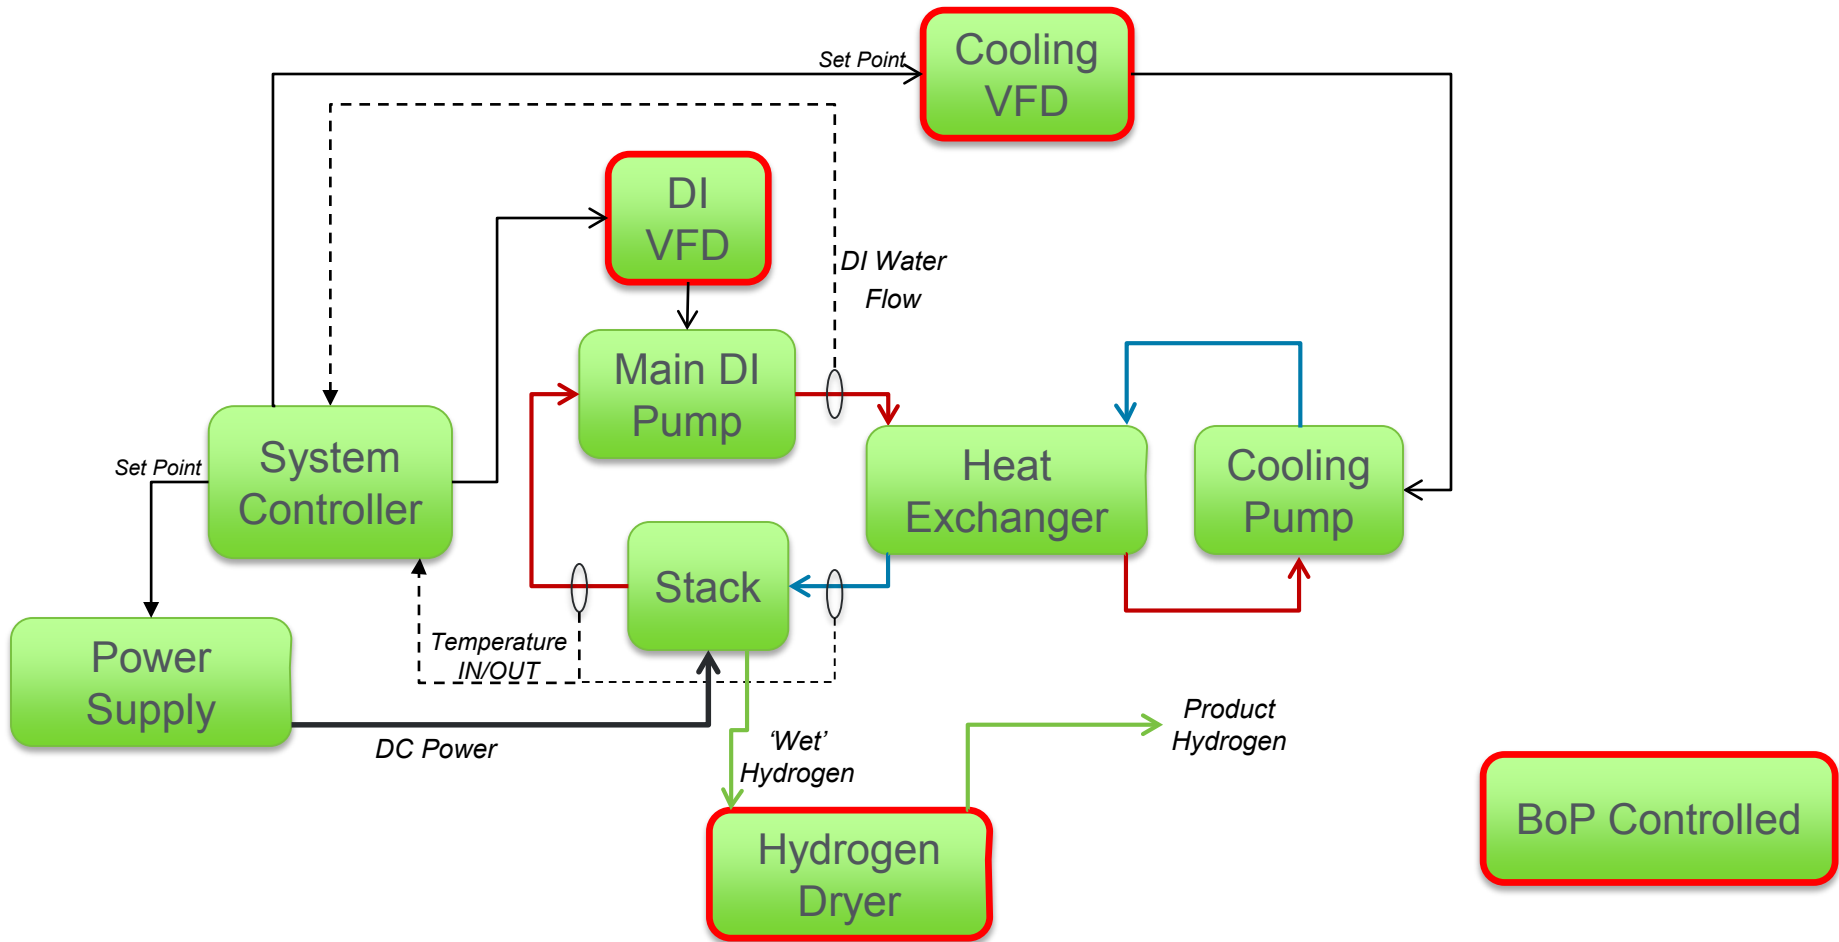 Cooling
VFD
Set Point
DI
VFD
DI Water
Flow
Main DI
Pump
System
Controller
Set Point
Heat
Exchanger
Cooling
Pump
Stack
Temperature
IN/OUT
Power
Supply
DC Power
‘Wet’
Hydrogen
Product
Hydrogen
Hydrogen
Dryer
BoP Controlled